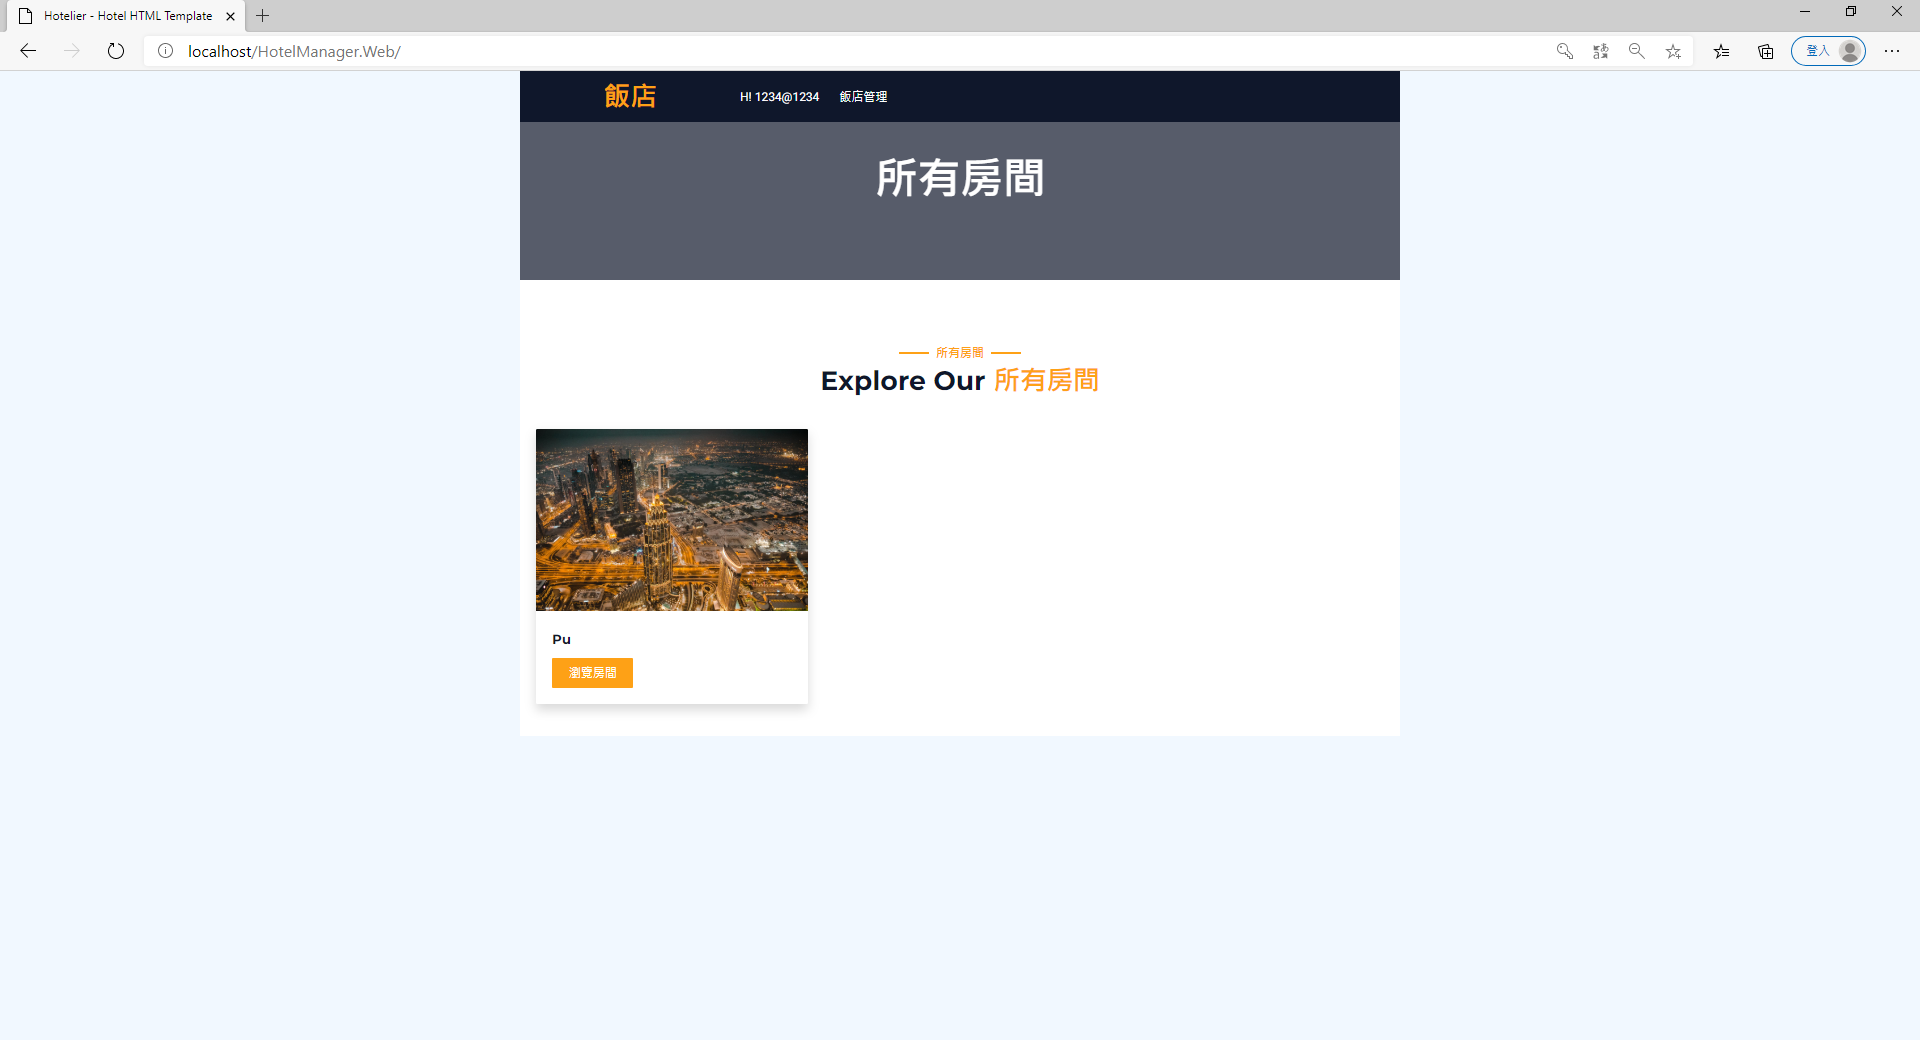 Hotelier - Hotel HTML Template
localhost/HotelManager.Web/
登入
飯店
H! 1234@1234
飯店管理
所有房間
所有房間
Explore Our 所有房間
Pu
瀏覽房間